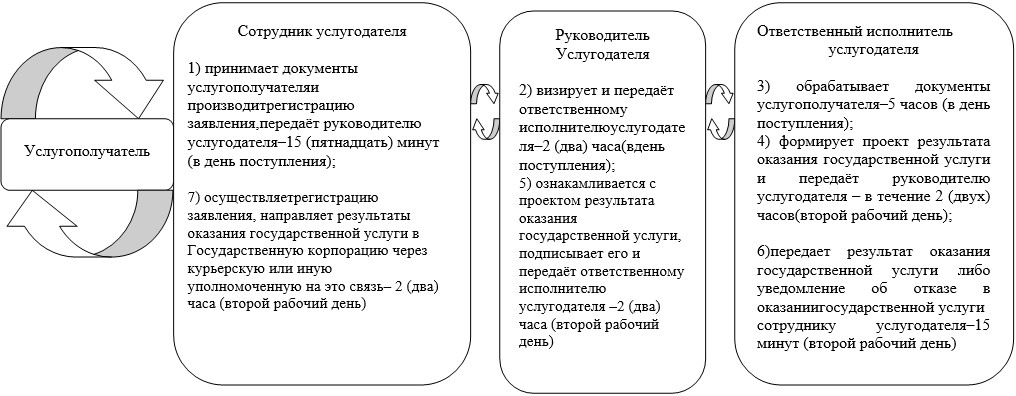 Услугополучатель
Сотрудник услугодателя
1) принимает документы
услугополучателяи
производитрегистрацию
заявления,передаёт руководителю
услугодателя–15 (пятнадцать) минут
(в день поступления);
7) осуществляетрегистрацию
заявления, направляет результаты
оказания государственной услуги в
Государственную корпорацию через
курьерскую или иную
уполномоченную на это связь– 2 (два)
часа (второй рабочий день)
Руководитель
Услугодателя
2) визирует и передаёт
ответственному
исполнителюуслугодате
ля–2 (два) часа(вдень
поступления);
5) ознакамливается с
проектом результата
оказания
государственной услуги,
подписывает его и
передаёт ответственному
исполнителю
услугодателя –2 (два)
часа (второй рабочий
день)
Ответственный исполнитель
услугодателя
3) обрабатывает документы
услугополучателя–5 часов (в день
поступления);
4) формирует проект результата
оказания государственной услуги
и передаёт руководителю
услугодателя – в течение 2 (двух)
часов(второй рабочий день);
6)передает результат оказания
государственной услуги либо
уведомление об отказе в
оказаниигосударственной услуги
сотруднику услугодателя–15
минут (второй рабочий день)